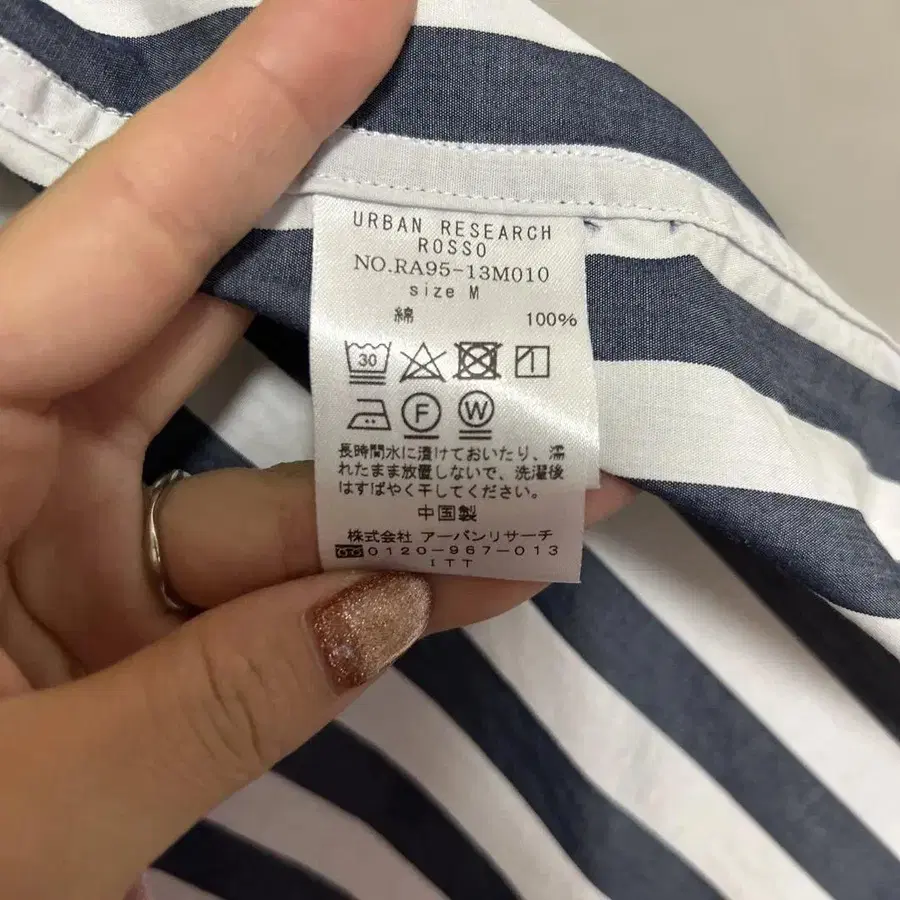 URBAN RESEARCH
ROSSO
NO.RA95-13M010
size M
綿 100%
30
F W
長時間水に漬けておいたり、濡
れたまま放置しないで、洗濯後
はすばやく干してください。
中国製
株式会社 アーバンリサーチ
0120-967-013
ITT